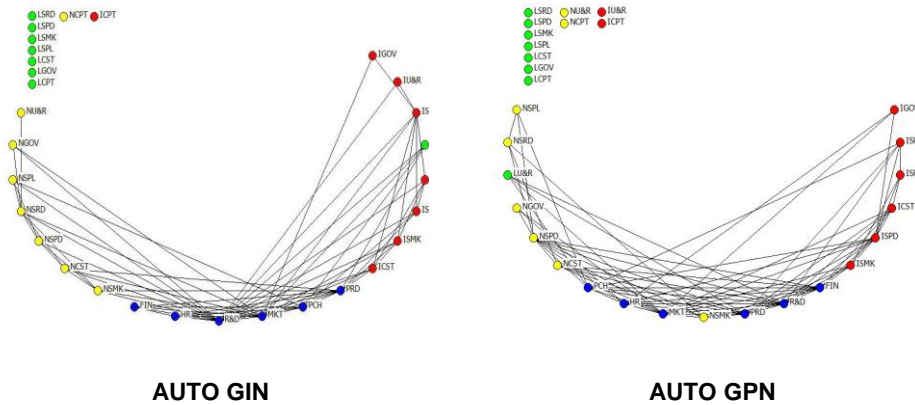 LSRD NCPT ICPT
LSPD
LSMK
LSPL
LCST
LGOV
LCPT
IGOV
IU&R
IS
NU&R
NGOV
NSPL
NSRD
IS
NSPD
ISMK
NCST
ICST
NSMK
PRD
FIN
PCH
HR
MKT
R&D
AUTO GIN
LSRD NU&R IU&R
LSPD NCPT ICPT
LSMK
LSPL
LCST
LGOV
LCPT
NSPL
NSRD
LU&R
NGOV
ICST
NSPD
ISPD
NCST
ISMK
PCH
FIN
HR
R&D
MKT
NSMK
PRD
AUTO GPN